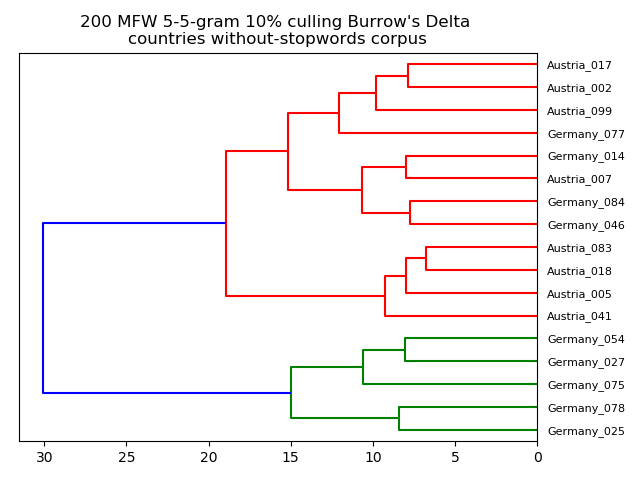 200 MFW 5-5-gram 10% culling Burrow's Delta
countries without-stopwords corpus
Austria_017
Austria_002
Austria_099
Germany_077
Germany_014
Austria_007
Germany_084
Germany_046
Austria_083
Austria_018
Austria_005
Austria_041
Germany_054
Germany_027
Germany_075
Germany_078
Germany_025
30 25 20 15 10 5 0